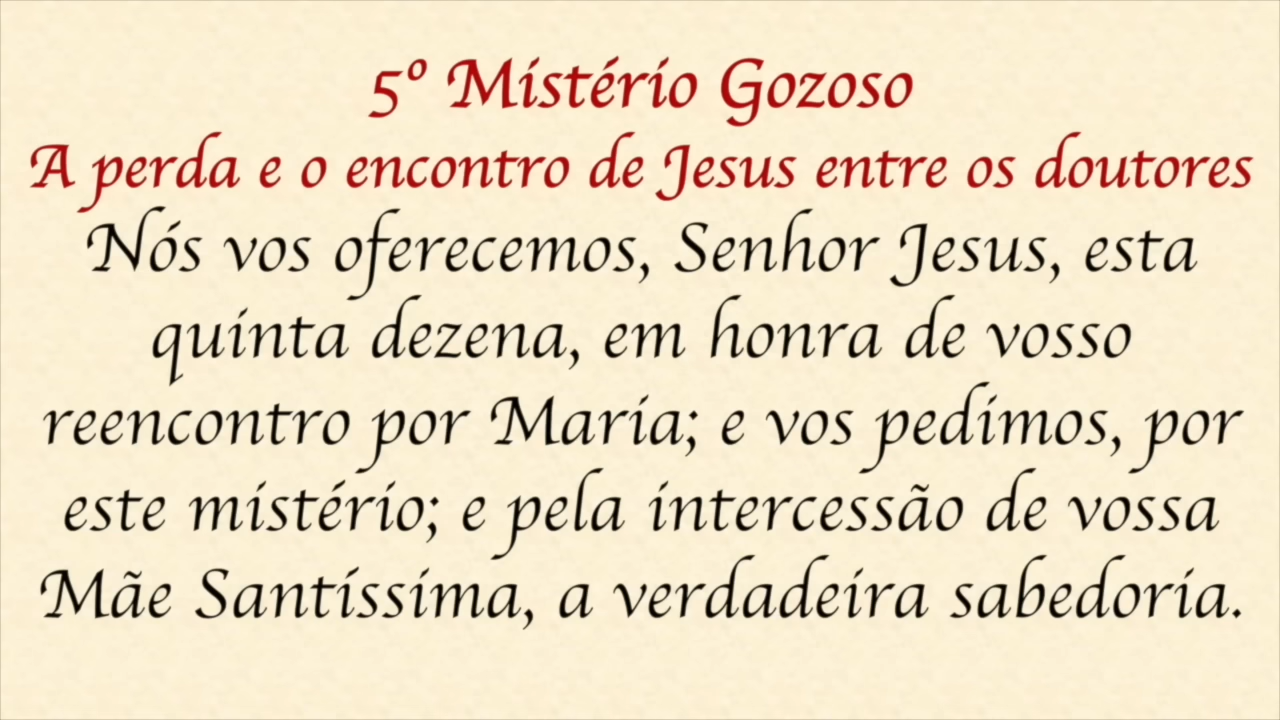 5º Mistério Gozoso
A perda e o encontro de Jesus entre os doutores
Nós vos oferecemos, Senhor Jesus, esta
quinta dezena, em honra de vosso
reencontro por Maria; e vos pedimos, por
este mistério; e pela intercessão de vossa
Mãe Santíssima, a verdadeira sabedoria.